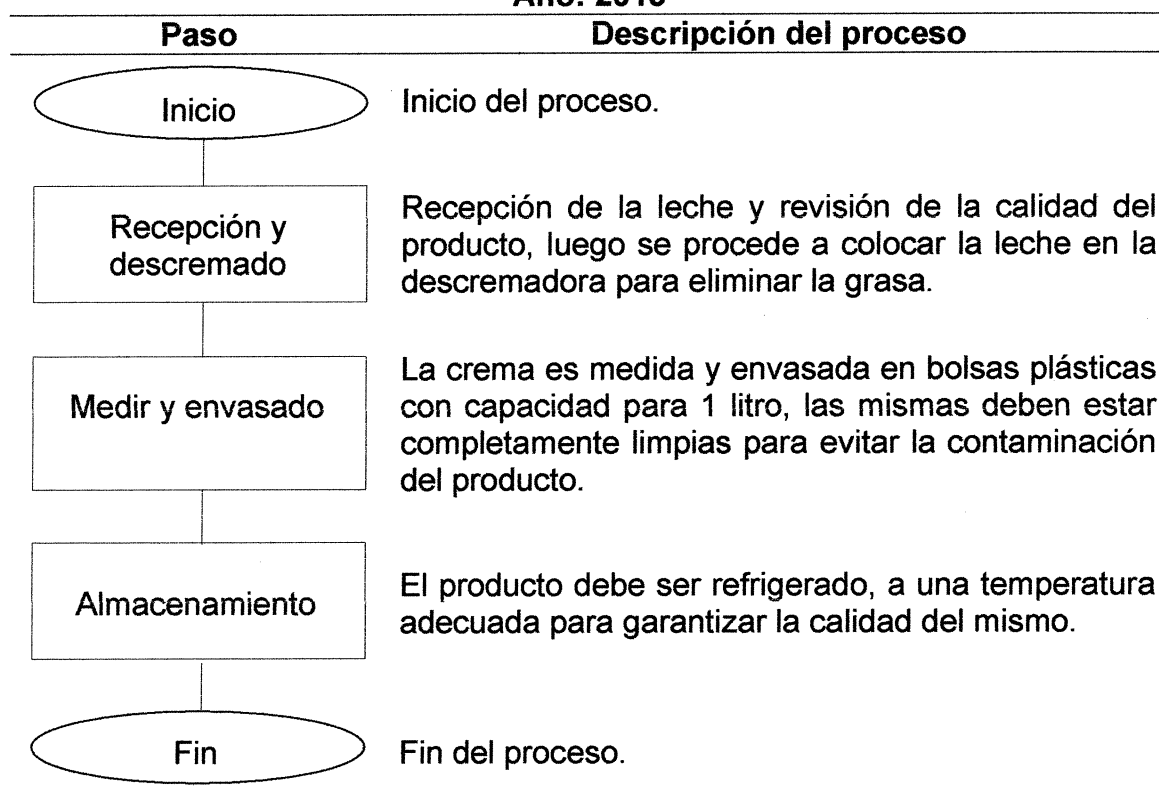 Paso Descripción del proceso
Inicio Inicio del proceso.
Recepción y
descremado
Recepción de la leche y revisión de la calidad del
producto, luego se procede a colocar la leche en la
descremadora para eliminar la grasa.
Medir y envasado
La crema es medida y envasada en bolsas plásticas
con capacidad para 1 litro, las mismas deben estar
completamente limpias para evitar la contaminación
del producto.
Almacenamiento
El producto debe ser refrigerado, a una temperatura
adecuada para garantizar la calidad del mismo.
Fin Fin del proceso.